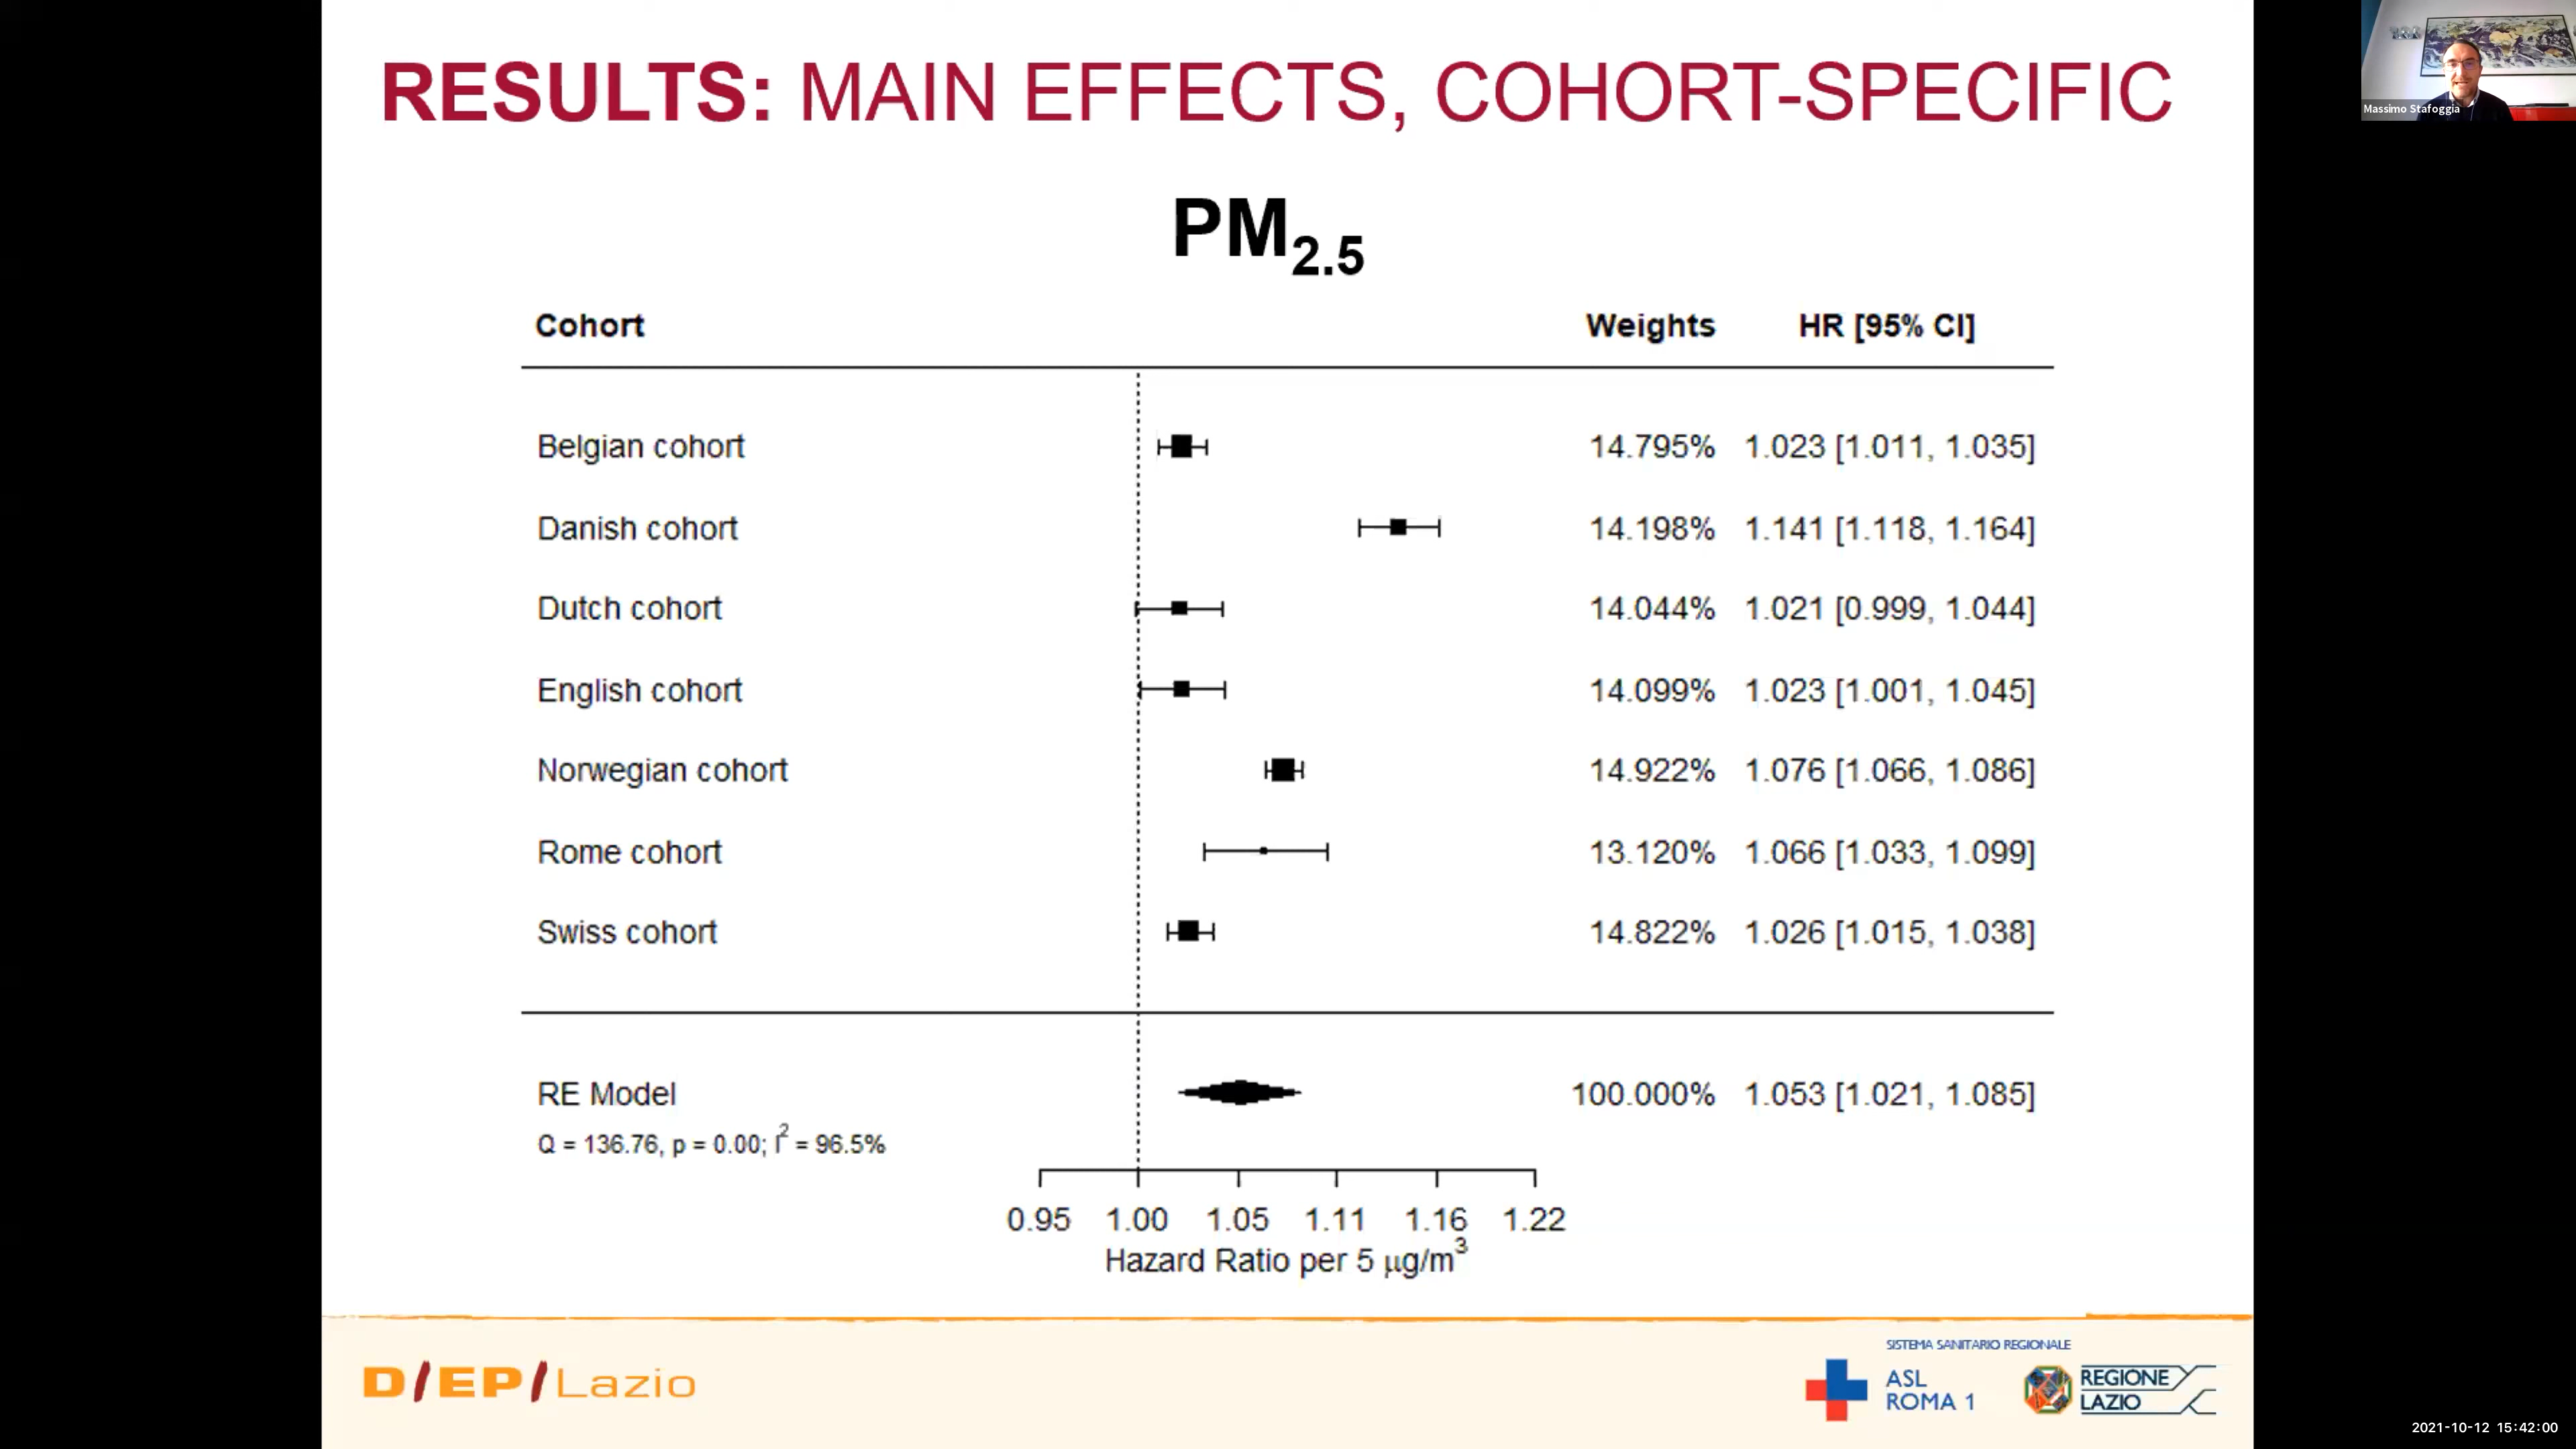 RESULTS: MAIN EFFECTS, COHORT-SPECIFIC
Massimo Stafoggia
PM2.5
Cohort Weights HR [95% CI]
Belgian cohort 14.795% 1.023 [1.011, 1.035]
Danish cohort 14.198% 1.141 [1.118, 1.164]
Dutch cohort 14.044% 1.021 [0.999, 1.044]
English cohort 14.099% 1.023 [1.001, 1.045]
Norwegian cohort 14.922% 1.076 [1.066, 1.086]
Rome cohort 13.120% 1.066 [1.033, 1.099]
Swiss cohort 14.822% 1.026 [1.015, 1.038]
RE Model 100.000% 1.053 [1.021, 1.085]
Q = 136.76, p = 0.00; I² = 96.5%
0.95 1.00 1.05 1.11 1.16 1.22
Hazard Ratio per 5 μg/m³
D/EP/Lazio
SISTEMA SANITARIO REGIONALE
ASL
ROMA 1
REGIONE
LAZIO
2021-10-12 15:42:00